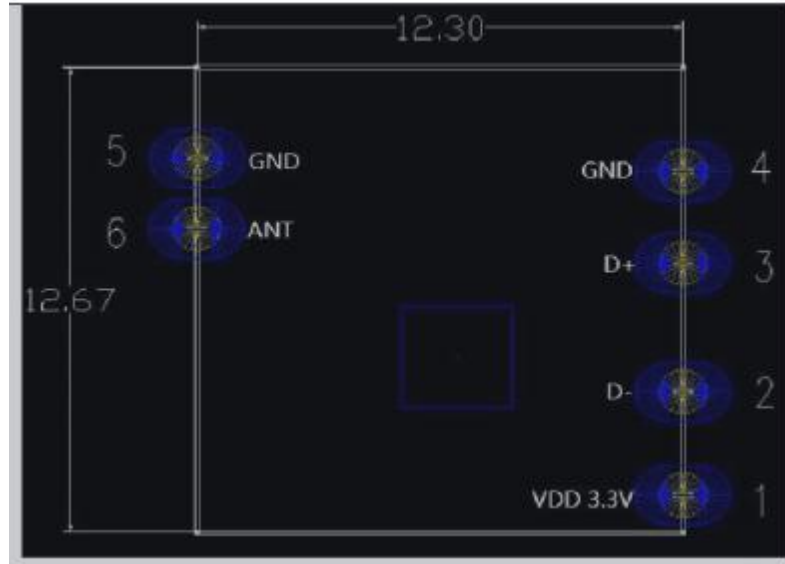 12.30
5 GND GND 4
6 ANT
D+ 3
12.67
D- 2
VDD 3.3V 1